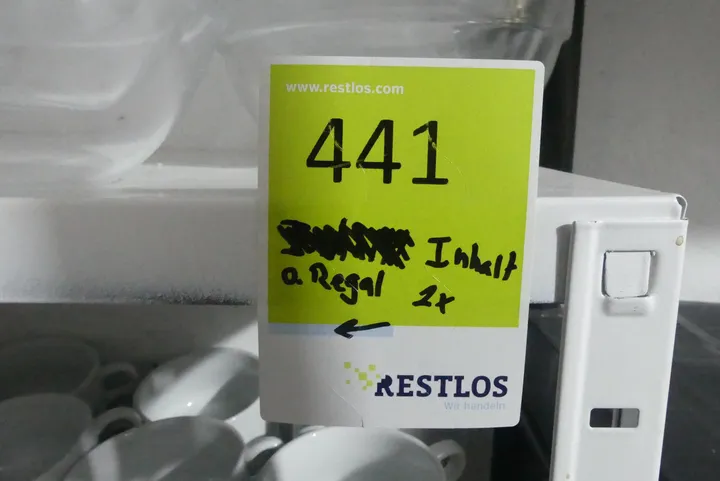 www.restlos.com
441
Inhalt
a Regal 2x
RESTLOS
Wir handeln.